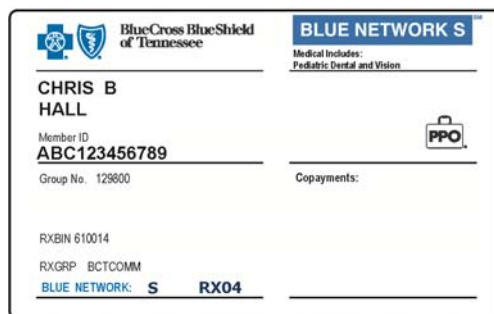 BlueCross BlueShield
of Tennessee
BLUE NETWORK S
SM
Medical Includes:
Pediatric Dental and Vision
CHRIS B
HALL
Member ID
ABC123456789
PPO
Group No. 129800
Copayments:
RXBIN 610014
RXGRP BCTCOMM
BLUE NETWORK: S RX04